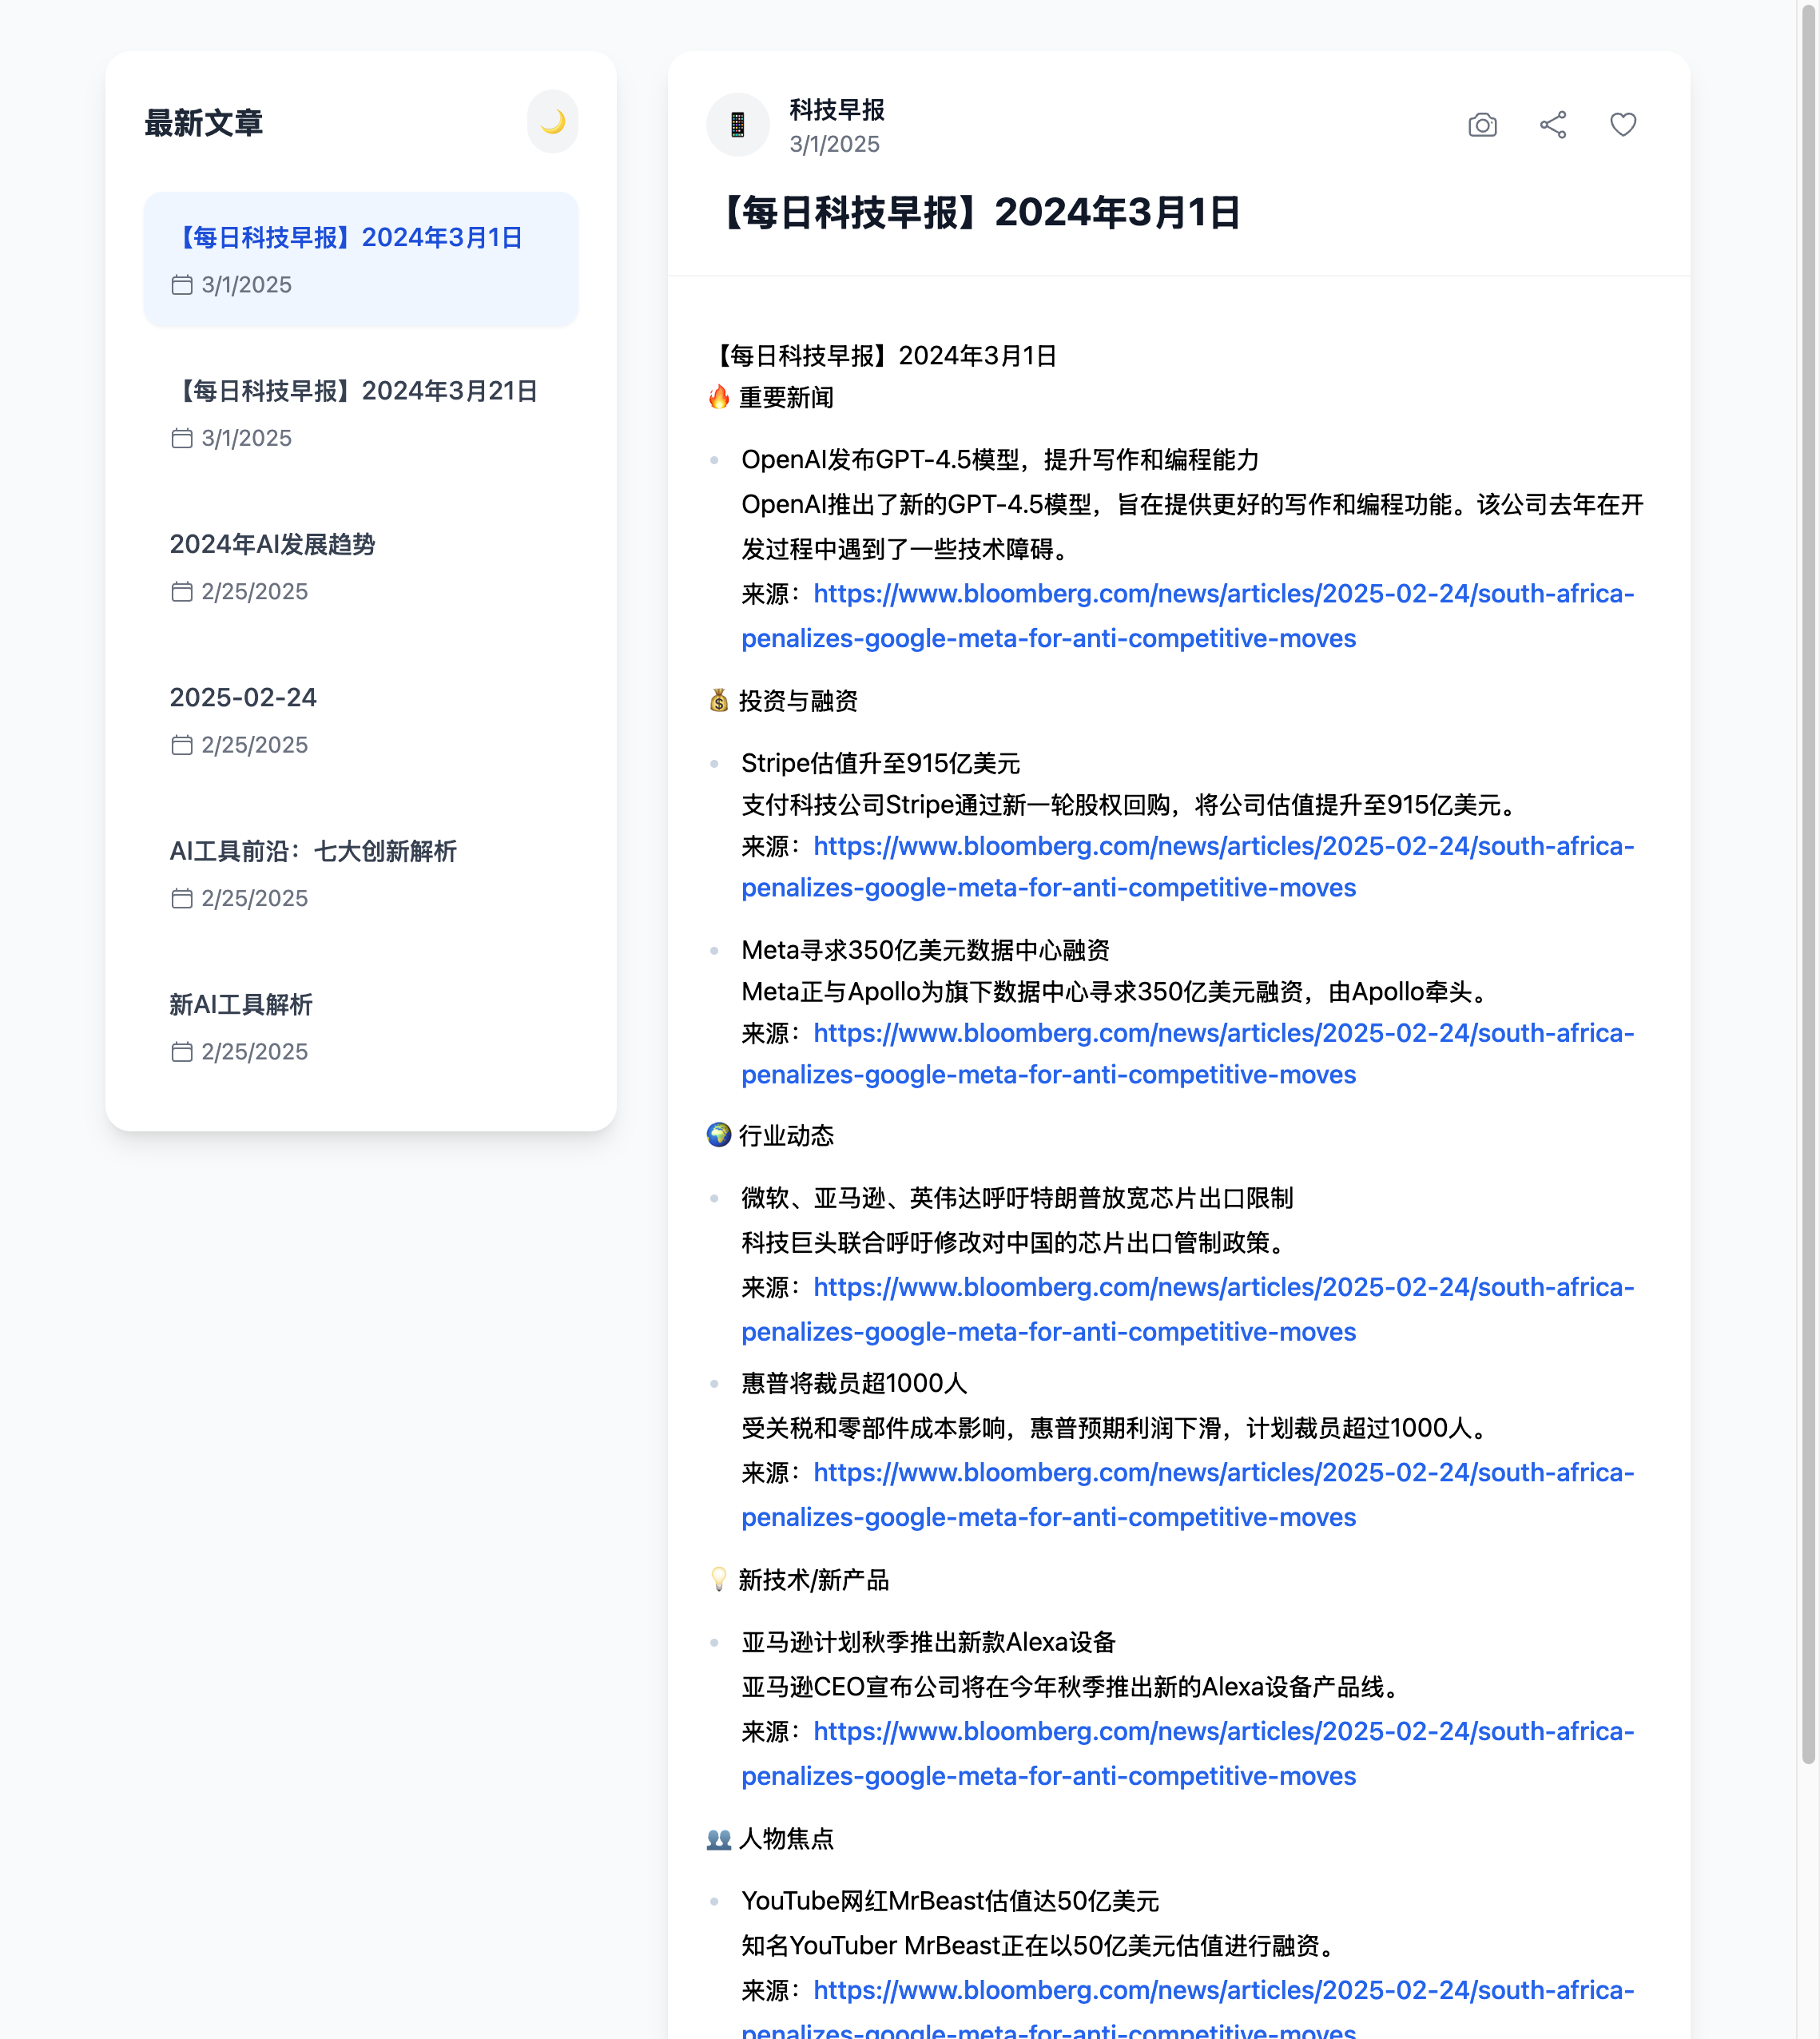 最新文章
【每日科技早报】2024年3月1日
3/1/2025
【每日科技早报】2024年3月21日
3/1/2025
2024年AI发展趋势
2/25/2025
2025-02-24
2/25/2025
AI工具前沿：七大创新解析
2/25/2025
新AI工具解析
2/25/2025
科技早报
3/1/2025
【每日科技早报】2024年3月1日
【每日科技早报】2024年3月1日
🔥 重要新闻
OpenAI发布GPT-4.5模型，提升写作和编程能力
OpenAI推出了新的GPT-4.5模型，旨在提供更好的写作和编程功能。该公司去年在开
发过程中遇到了一些技术障碍。
来源：https://www.bloomberg.com/news/articles/2025-02-24/south-africa-
penalizes-google-meta-for-anti-competitive-moves
💰 投资与融资
Stripe估值升至915亿美元
支付科技公司Stripe通过新一轮股权回购，将公司估值提升至915亿美元。
来源：https://www.bloomberg.com/news/articles/2025-02-24/south-africa-
penalizes-google-meta-for-anti-competitive-moves
Meta寻求350亿美元数据中心融资
Meta正与Apollo为旗下数据中心寻求350亿美元融资，由Apollo牵头。
来源：https://www.bloomberg.com/news/articles/2025-02-24/south-africa-
penalizes-google-meta-for-anti-competitive-moves
🌍 行业动态
微软、亚马逊、英伟达呼吁特朗普放宽芯片出口限制
科技巨头联合呼吁修改对中国的芯片出口管制政策。
来源：https://www.bloomberg.com/news/articles/2025-02-24/south-africa-
penalizes-google-meta-for-anti-competitive-moves
惠普将裁员超1000人
受关税和零部件成本影响，惠普预期利润下滑，计划裁员超过1000人。
来源：https://www.bloomberg.com/news/articles/2025-02-24/south-africa-
penalizes-google-meta-for-anti-competitive-moves
💡 新技术/新产品
亚马逊计划秋季推出新款Alexa设备
亚马逊CEO宣布公司将在今年秋季推出新的Alexa设备产品线。
来源：https://www.bloomberg.com/news/articles/2025-02-24/south-africa-
penalizes-google-meta-for-anti-competitive-moves
👥 人物焦点
YouTube网红MrBeast估值达50亿美元
知名YouTuber MrBeast正在以50亿美元估值进行融资。
来源：https://www.bloomberg.com/news/articles/2025-02-24/south-africa-
penalizes-google-meta-for-anti-competitive-moves